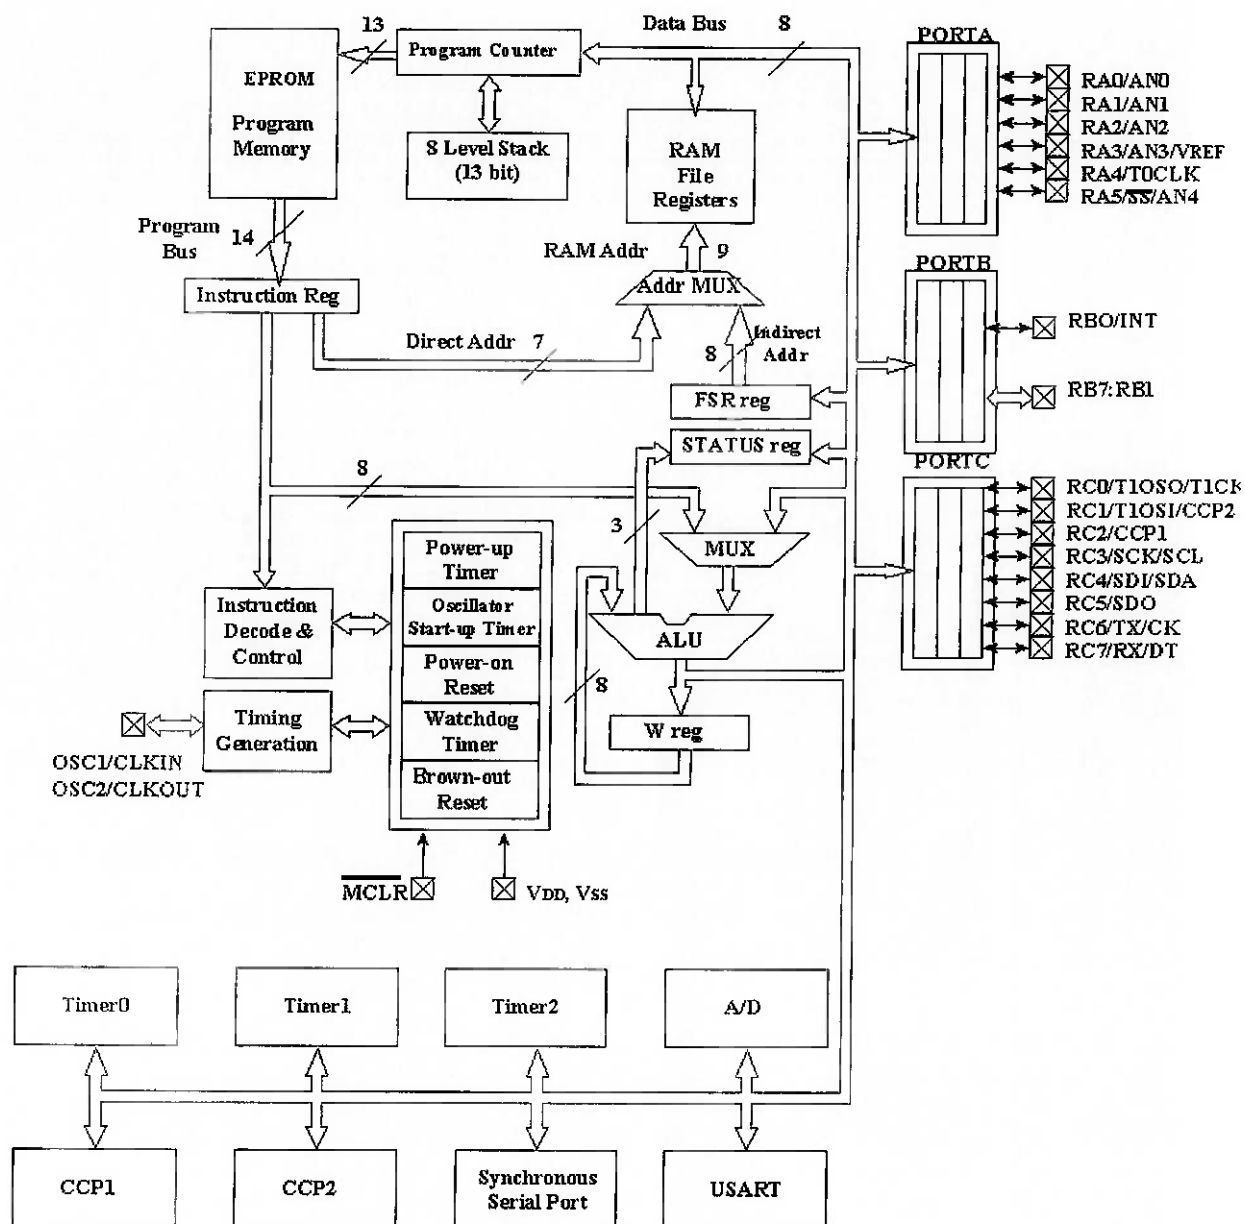 13
Data Bus
8
Program Counter
EPROM
Program
Memory
8 Level Stack
(13 bit)
RAM
File
Registers
PORTA
RA0/AN0
RA1/AN1
RA2/AN2
RA3/AN3/VREF
RA4/T0CLK
RA5/SS/AN4
Program
Bus
14
RAM Addr
9
Instruction Reg
Addr MUX
Direct Addr
7
8
Indirect
Addr
FSR reg
STATUS reg
PORTB
RBO/INT
RB7:RB1
8
3
MUX
PORTC
RC0/T1OSO/T1CK
RC1/T1OSI/CCP2
RC2/CCP1
RC3/SCK/SCL
RC4/SDI/SDA
RC5/SDO
RC6/TX/CK
RC7/RX/DT
Power-up
Timer
Oscillator
Start-up Timer
Power-on
Reset
Watchdog
Timer
Brown-out
Reset
Instruction
Decode &
Control
Timing
Generation
OSC1/CLKIN
OSC2/CLKOUT
ALU
8
W reg
MCLR
VDD, VSS
Timer0
Timer1
Timer2
A/D
CCP1
CCP2
Synchronous
Serial Port
USART